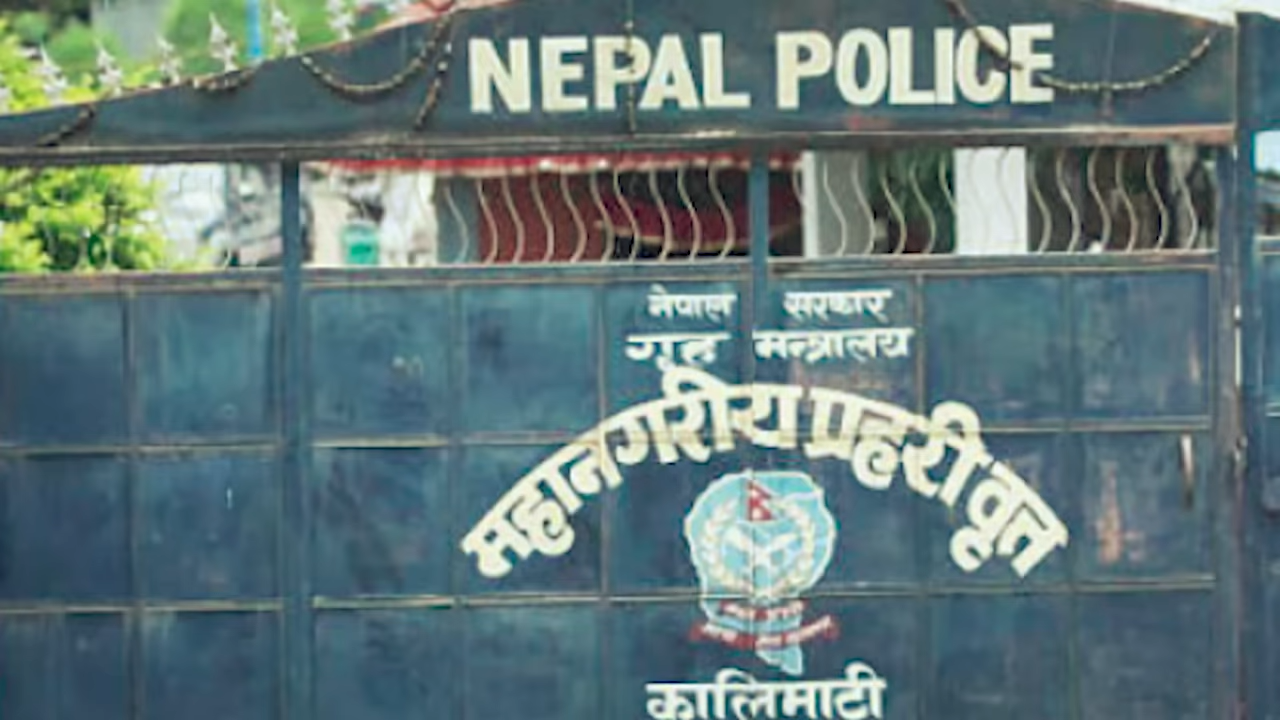 NEPAL POLICE
नेपाल सरकार
गृह मन्त्रालय
महानगरीय प्रहरी वृत
कालिमाटी